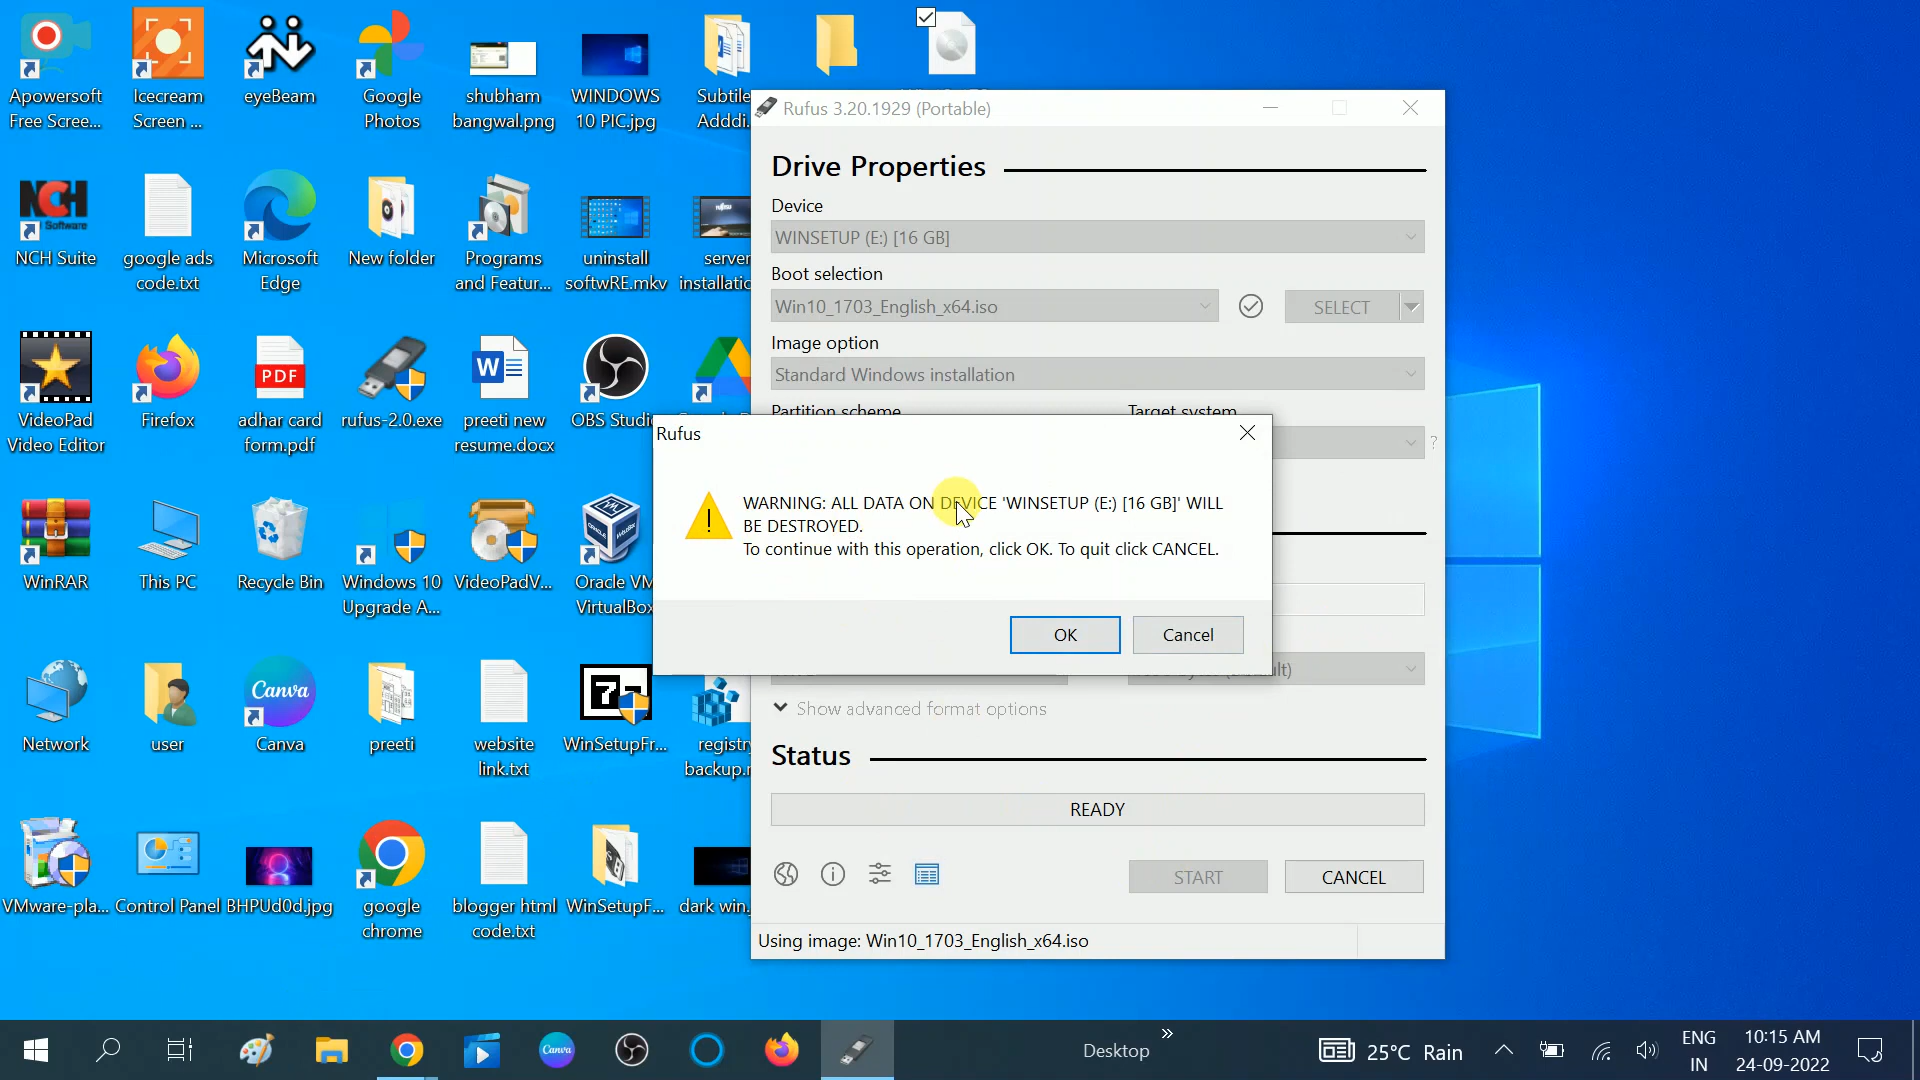 Apowersoft
Free Scree...
Icecream
Screen ...
eyeBeam
Google
Photos
shubham
bangwal.png
WINDOWS
10 PIC.jpg
Subtile
Adddi.
NCH
Software
NCH Suite
google ads
code.txt
Microsoft
Edge
New folder
Programs
and Featur...
uninstall
softwRE.mkv
server
installatio
VideoPad
Video Editor
Firefox
PDF
adhar card
form.pdf
rufus-2.0.exe
W
preeti new
resume.docx
OBS Studi
WinRAR
This PC
Recycle Bin
Windows 10
Upgrade A...
VideoPadV...
Oracle VM
VirtualBox
Network
user
Canva
Canva
preeti
website
link.txt
WinSetupFr...
registry
backup.r
VMware-pla...
Control Panel
BHPUd0d.jpg
google
chrome
blogger html
code.txt
WinSetupF...
dark win.
Rufus 3.20.1929 (Portable)
Drive Properties
Device
WINSETUP (E:) [16 GB]
Boot selection
Win10_1703_English_x64.iso
SELECT
Image option
Standard Windows installation
Partition scheme
Target system
?
Rufus
WARNING: ALL DATA ON DEVICE 'WINSETUP (E:) [16 GB]' WILL
BE DESTROYED.
To continue with this operation, click OK. To quit click CANCEL.
OK
Cancel
Show advanced format options
Status
READY
START
CANCEL
Using image: Win10_1703_English_x64.iso
Canva
Desktop
25°C Rain
ENG
IN
10:15 AM
24-09-2022